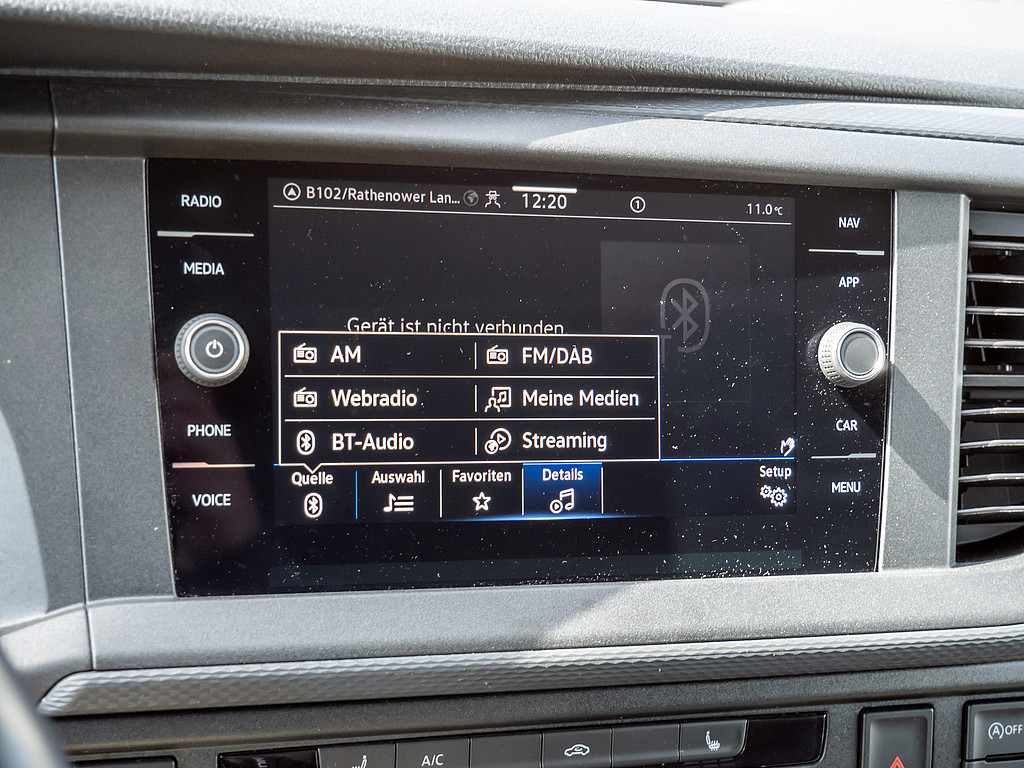 RADIO
MEDIA
PHONE
VOICE
B102/Rathenower Lan...
12:20
1
11.0°C
Gerät ist nicht verbunden
AM
FM/DAB
Webradio
Meine Medien
BT-Audio
Streaming
Quelle
Auswahl
Favoriten
Details
Setup
NAV
APP
CAR
MENU
A/C
A OFF